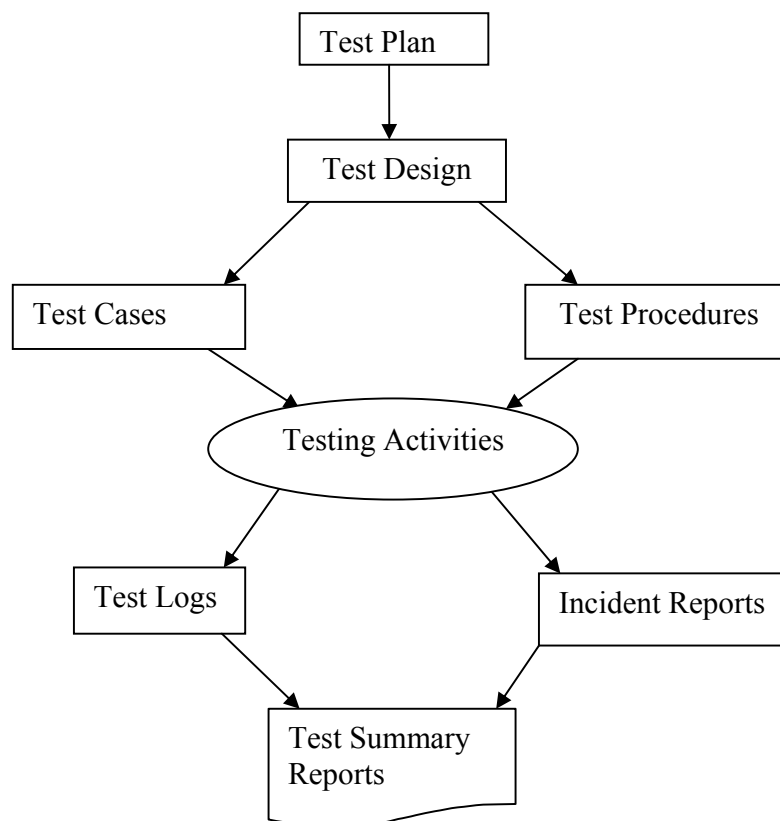 Test Plan
Test Design
Test Cases
Test Procedures
Testing Activities
Test Logs
Incident Reports
Test Summary
Reports